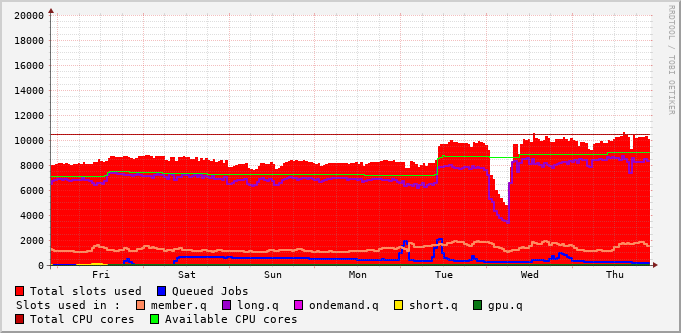 20000
18000
16000
14000
12000
10000
8000
6000
4000
2000
0
Fri Sat Sun Mon Tue Wed Thu
Total slots used Queued Jobs
Slots used in : member.q long.q ondemand.q short.q gpu.q
Total CPU cores Available CPU cores
RRDTOOL / TOBI OETIKER